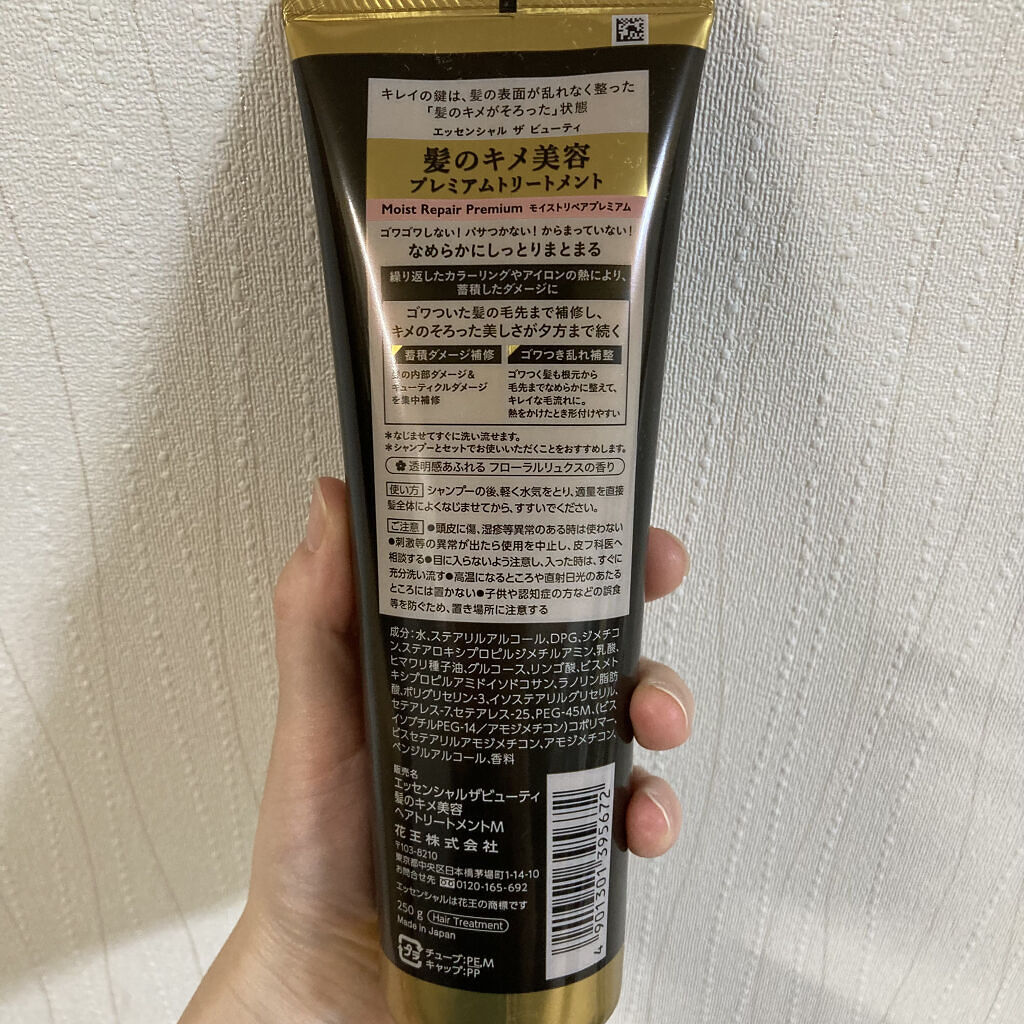 キレイの鍵は、髪の表面が乱れなく整った
「髪のキメがそろった」状態
エッセンシャル ザ ビューティ
髪のキメ美容
プレミアムトリートメント
Moist Repair Premium モイストリペアプレミアム
ゴワゴワしない！パサつかない！からまっていない！
なめらかにしっとりまとまる
繰り返したカラーリングやアイロンの熱により、
蓄積したダメージに
ゴワついた髪の毛先まで補修し、
キメのそろった美しさが夕方まで続く
蓄積ダメージ補修
髪の内部ダメージ&
キューティクルダメージ
を集中補修
ゴワつき乱れ補整
ゴワつく髪も根元から
毛先までなめらかに整えて、
キレイな毛流れに。
熱をかけたとき形付けやすい
*なじませてすぐに洗い流せます。
*シャンプーとセットでお使いいただくことをおすすめします。
透明感あふれる フローラルリュクスの香り
使い方 シャンプーの後、軽く水気をとり、適量を直接
髪全体によくなじませてから、すすいでください。
ご注意 ●頭皮に傷、湿疹等異常のある時は使わない
●刺激等の異常が出たら使用を中止し、皮フ科医へ
相談する●目に入らないよう注意し、入った時は、すぐに
充分洗い流す●高温になるところや直射日光のあたる
ところには置かない●子供や認知症の方などの誤食
等を防ぐため、置き場所に注意する
成分：水、ステアリルアルコール、DPG、ジメチコ
ン、ステアロキシプロピルジメチルアミン、乳酸、
ヒマワリ種子油、グルコース、リンゴ酸、ビスメト
キシプロピルアミドイソドコサン、ラノリン脂肪
酸、ポリグリセリン-3、イソステアリルグリセリル、
セテアレス-7、セテアレス-25、PEG-45M、(ビス
イソブチルPEG-14／アモジメチコン)コポリマー、
ビスセテアリルアモジメチコン、アモジメチコン、
ベンジルアルコール、香料
販売名
エッセンシャルザビューティ
髪のキメ美容
ヘアトリートメントM
花王株式会社
〒103-8210
東京都中央区日本橋茅場町1-14-10
お問合せ先 0120-165-692
エッセンシャルは花王の商標です
250 g Hair Treatment
Made in Japan
プラ
チューブ:PE,M
キャップ:PP
4901301395672